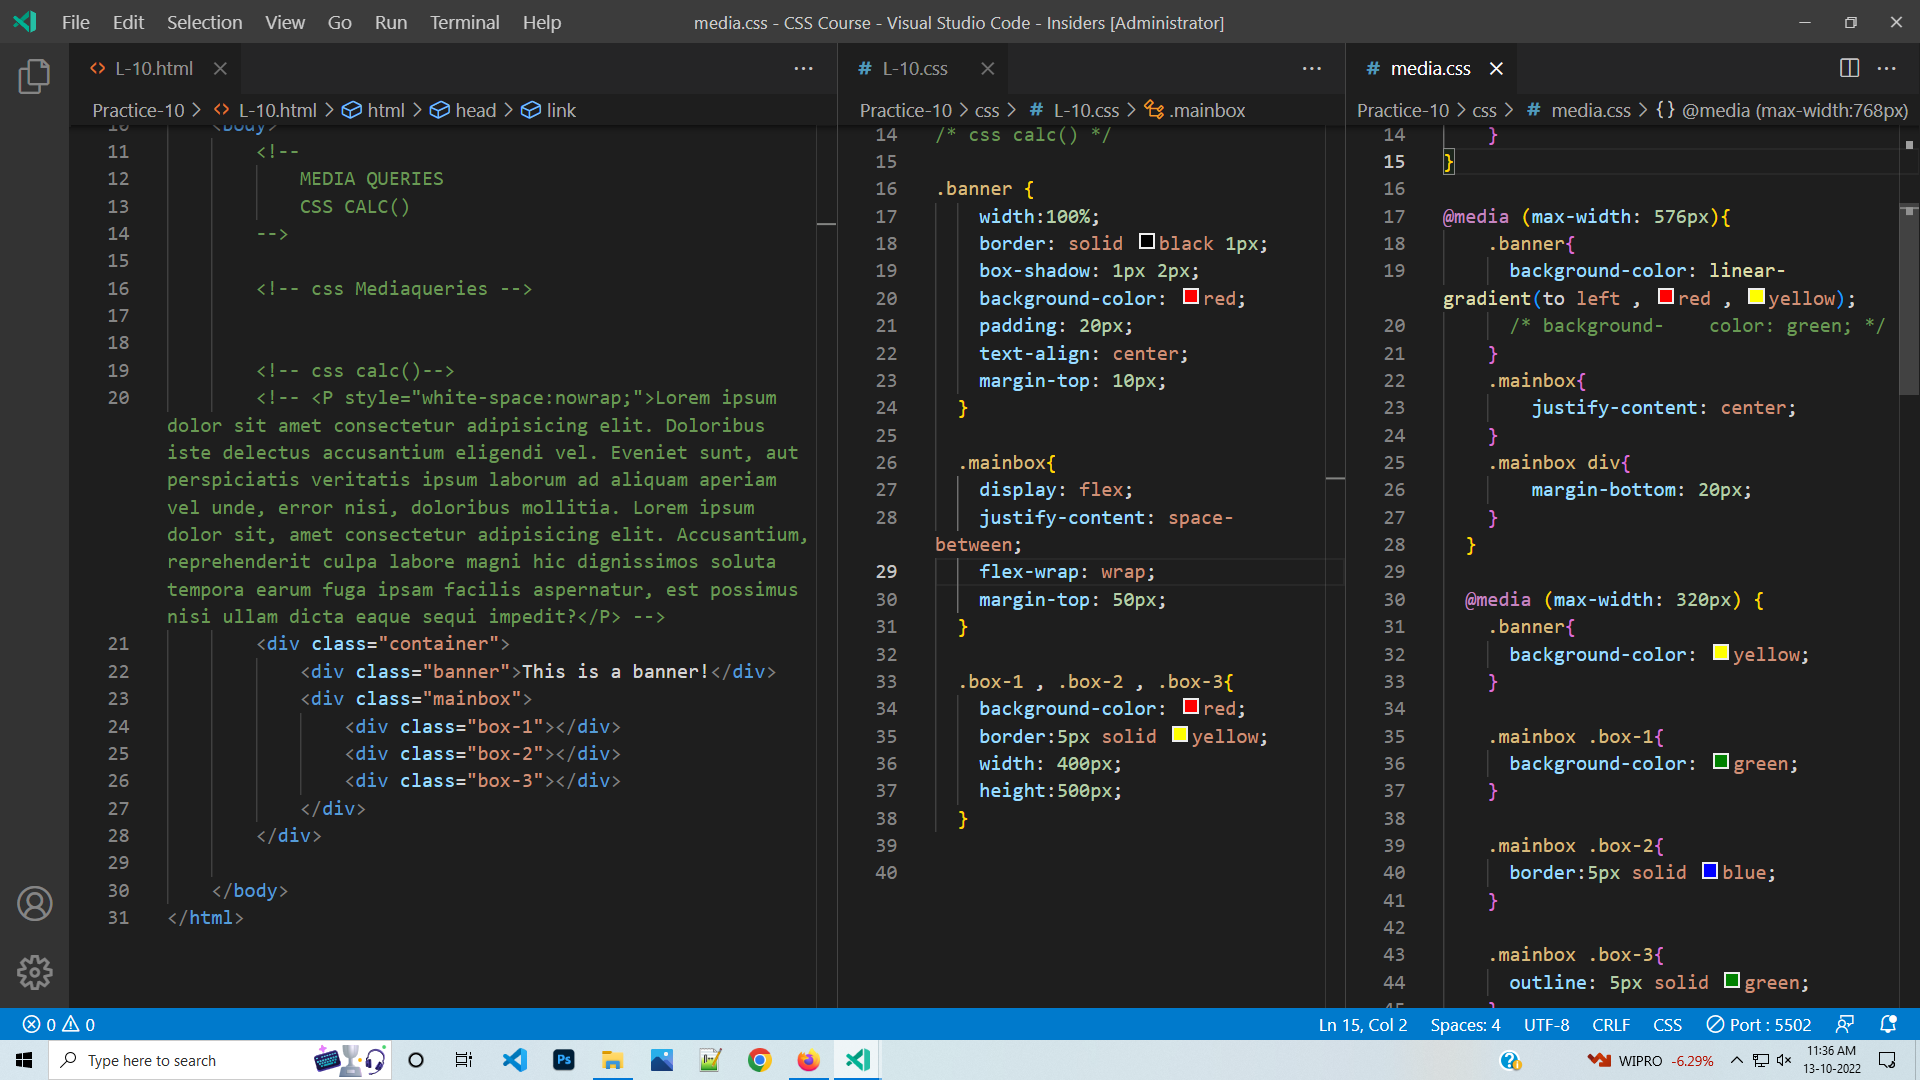 File Edit Selection View Go Run Terminal Help
media.css - CSS Course - Visual Studio Code - Insiders [Administrator]
L-10.html
Practice-10 > L-10.html > html > head > link
10 <body>
11 <!--
12 MEDIA QUERIES
13 CSS CALC()
14 -->
15
16 <!-- css Mediaqueries -->
17
18
19 <!-- css calc()-->
20 <!-- <P style="white-space:nowrap;">Lorem ipsum
dolor sit amet consectetur adipisicing elit. Doloribus
iste delectus accusantium eligendi vel. Eveniet sunt, aut
perspiciatis veritatis ipsum laborum ad aliquam aperiam
vel unde, error nisi, doloribus mollitia. Lorem ipsum
dolor sit, amet consectetur adipisicing elit. Accusantium,
reprehenderit culpa labore magni hic dignissimos soluta
tempora earum fuga ipsam facilis aspernatur, est possimus
nisi ullam dicta eaque sequi impedit?</P> -->
21 <div class="container">
22 <div class="banner">This is a banner!</div>
23 <div class="mainbox">
24 <div class="box-1"></div>
25 <div class="box-2"></div>
26 <div class="box-3"></div>
27 </div>
28 </div>
29
30 </body>
31 </html>
# L-10.css
Practice-10 > css > # L-10.css > .mainbox
14 /* css calc() */
15
16 .banner {
17 width:100%;
18 border: solid black 1px;
19 box-shadow: 1px 2px;
20 background-color: red;
21 padding: 20px;
22 text-align: center;
23 margin-top: 10px;
24 }
25
26 .mainbox{
27 display: flex;
28 justify-content: space-
between;
29 flex-wrap: wrap;
30 margin-top: 50px;
31 }
32
33 .box-1 , .box-2 , .box-3{
34 background-color: red;
35 border:5px solid yellow;
36 width: 400px;
37 height:500px;
38 }
39
40
# media.css
Practice-10 > css > # media.css > {} @media (max-width:768px)
14 }
15 }
16
17 @media (max-width: 576px){
18 .banner{
19 background-color: linear-
gradient(to left , red , yellow);
20 /* background-    color: green; */
21 }
22 .mainbox{
23 justify-content: center;
24 }
25 .mainbox div{
26 margin-bottom: 20px;
27 }
28 }
29
30 @media (max-width: 320px) {
31 .banner{
32 background-color: yellow;
33 }
34
35 .mainbox .box-1{
36 background-color: green;
37 }
38
39 .mainbox .box-2{
40 border:5px solid blue;
41 }
42
43 .mainbox .box-3{
44 outline: 5px solid green;
45 }
0 0
Ln 15, Col 2 Spaces: 4 UTF-8 CRLF CSS Port : 5502
Type here to search
Ps
WIPRO -6.29%
11:36 AM
13-10-2022